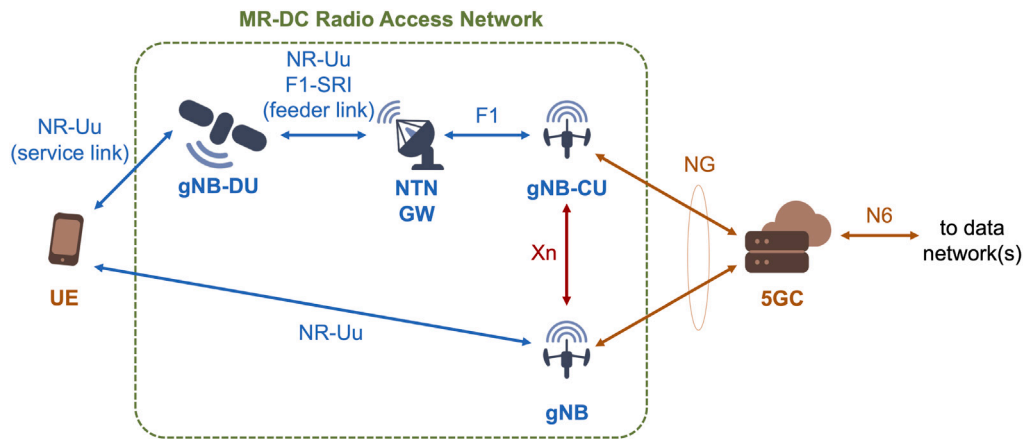 MR-DC Radio Access Network
NR-Uu
F1-SRI
(feeder link)
F1
NR-Uu
(service link)
gNB-DU
NTN
GW
gNB-CU
NG
Xn
N6
to data
network(s)
UE
5GC
NR-Uu
gNB